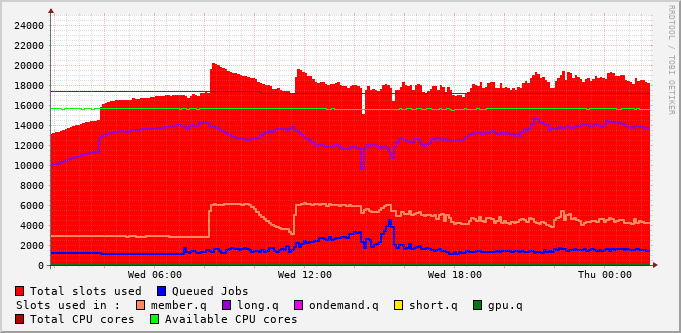 24000
22000
20000
18000
16000
14000
12000
10000
8000
6000
4000
2000
0
Wed 06:00 Wed 12:00 Wed 18:00 Thu 00:00
Total slots used Queued Jobs
Slots used in : member.q long.q ondemand.q short.q gpu.q
Total CPU cores Available CPU cores
RRDTOOL / TOBI OETIKER